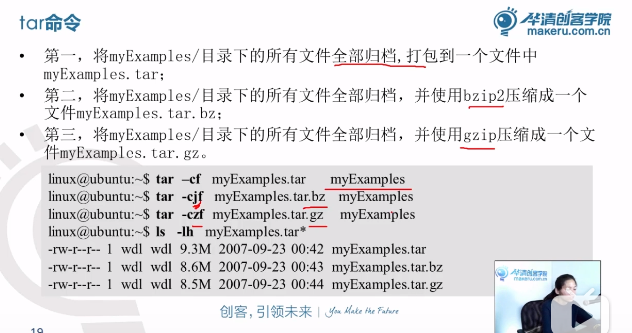 tar命令
华清创客学院
makeru.com.cn
• 第一，将myExamples/目录下的所有文件全部归档,打包到一个文件中
myExamples.tar；
• 第二，将myExamples/目录下的所有文件全部归档，并使用bzip2压缩成一个
文件myExamples.tar.bz；
• 第三，将myExamples/目录下的所有文件全部归档，并使用gzip压缩成一个文
件myExamples.tar.gz。
linux@ubuntu:~$ tar –cf myExamples.tar myExamples
linux@ubuntu:~$ tar -cjf myExamples.tar.bz myExamples
linux@ubuntu:~$ tar -czf myExamples.tar.gz myExamples
linux@ubuntu:~$ ls -lh myExamples.tar*
-rw-r--r-- 1 wdl wdl 9.3M 2007-09-23 00:42 myExamples.tar
-rw-r--r-- 1 wdl wdl 8.6M 2007-09-23 00:43 myExamples.tar.bz
-rw-r--r-- 1 wdl wdl 8.5M 2007-09-23 00:44 myExamples.tar.gz
华清创客学院
创客，引领未来 | You Make the Future
19